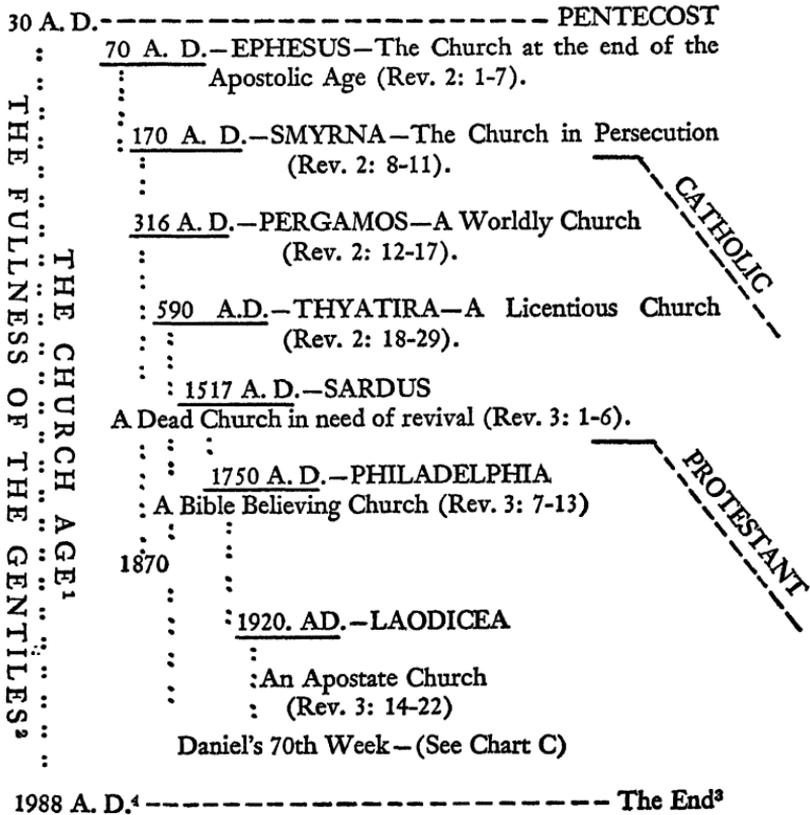 30 A. D.---------------------- PENTECOST
70 A. D.—EPHESUS—The Church at the end of the
Apostolic Age (Rev. 2: 1-7).
170 A. D.—SMYRNA—The Church in Persecution
(Rev. 2: 8-11).
CATHOLIC
316 A. D.—PERGAMOS—A Worldly Church
(Rev. 2: 12-17).
590 A.D.—THYATIRA—A Licentious Church
(Rev. 2: 18-29).
1517 A. D.—SARDUS
A Dead Church in need of revival (Rev. 3: 1-6).
PROTESTANT
1750 A. D.—PHILADELPHIA
A Bible Believing Church (Rev. 3: 7-13)
1870
1920. AD.—LAODICEA
An Apostate Church
(Rev. 3: 14-22)
Daniel's 70th Week—(See Chart C)
1988 A. D.⁴ ---------------------- The End³
THE FULLNESS OF THE GENTILES²
THE CHURCH AGE¹